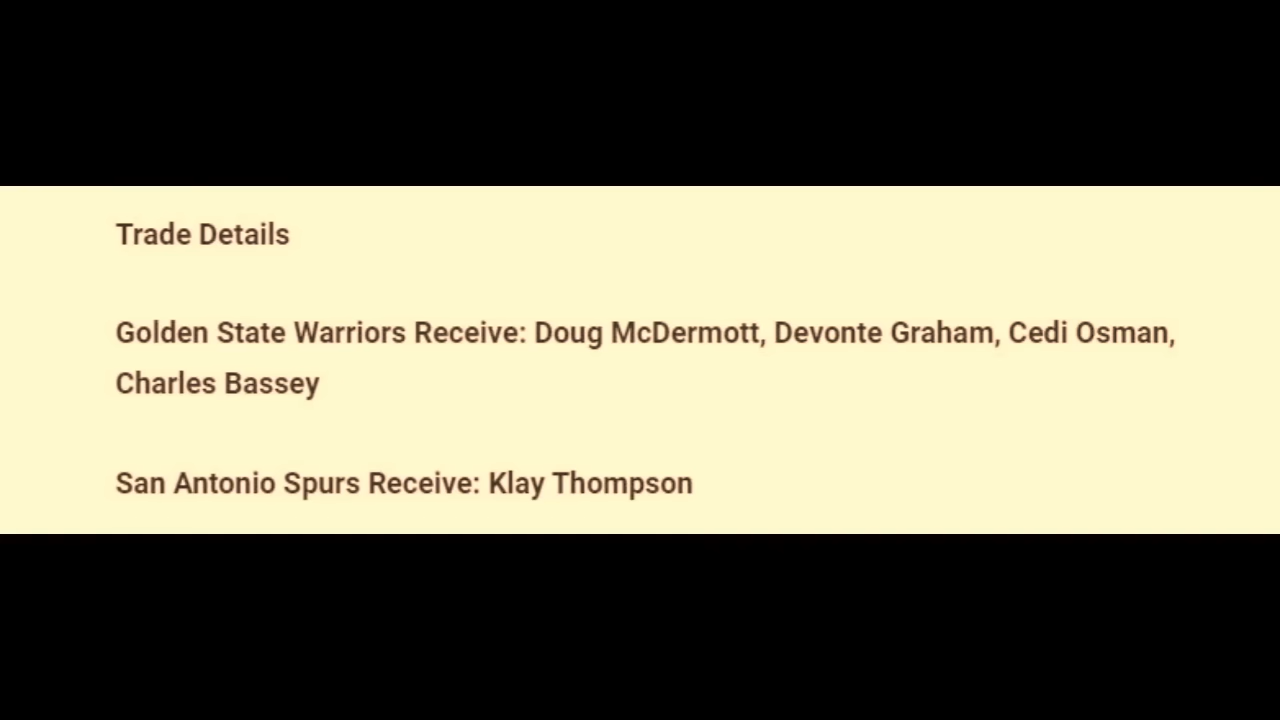 Trade Details
Golden State Warriors Receive: Doug McDermott, Devonte Graham, Cedi Osman,
Charles Bassey
San Antonio Spurs Receive: Klay Thompson